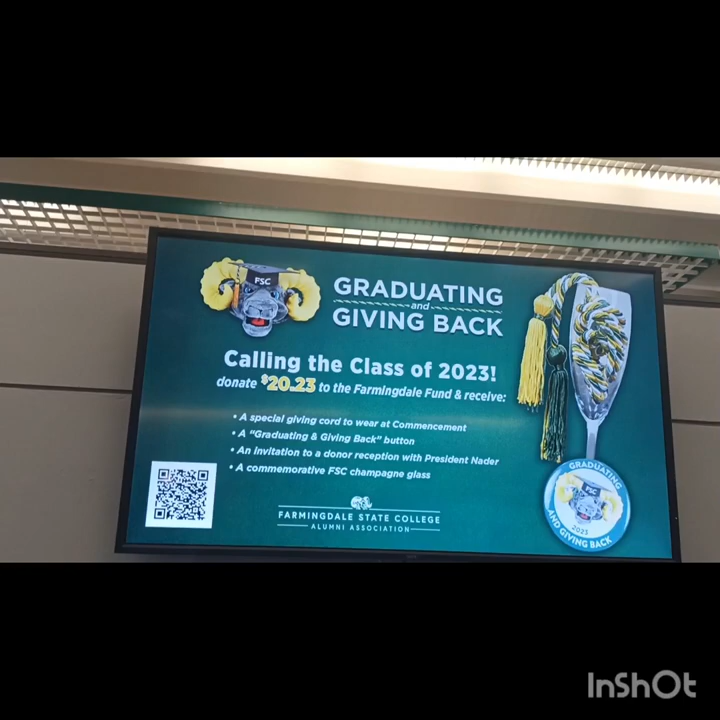 FSC
GRADUATING
and
GIVING BACK
Calling the Class of 2023!
donate $20.23 to the Farmingdale Fund & receive:
• A special giving cord to wear at Commencement
• A "Graduating & Giving Back" button
• An invitation to a donor reception with President Nader
• A commemorative FSC champagne glass
FARMINGDALE STATE COLLEGE
ALUMNI ASSOCIATION
GRADUATING
FSC
2023
AND GIVING BACK
InShOt